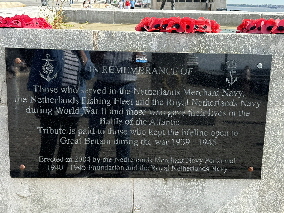 IN REMEMBRANCE OF
Those who served in the Netherlands Merchant Navy,
the Netherlands Fishing Fleet and the Royal Netherlands Navy
during World War II and those who gave their lives in the
Battle of the Atlantic.
Tribute is paid to those who kept the lifeline open to
Great Britain during the war 1939 - 1945
Erected in by the Netherlands Merchant Navy
1940 - 1945 Foundation and the Royal Netherlands Navy